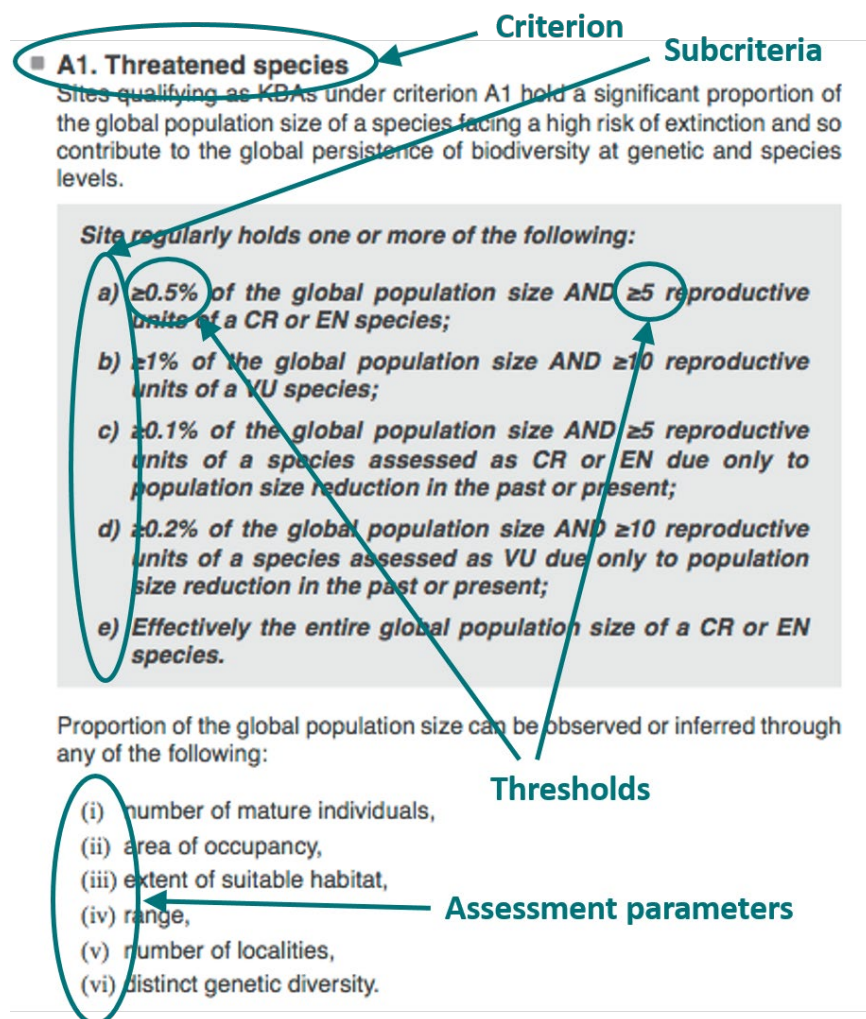 Criterion
Subcriteria
A1. Threatened species
Sites qualifying as KBAs under criterion A1 hold a significant proportion of
the global population size of a species facing a high risk of extinction and so
contribute to the global persistence of biodiversity at genetic and species
levels.
Site regularly holds one or more of the following:
a) ≥0.5% of the global population size AND ≥5 reproductive
units of a CR or EN species;
b) ≥1% of the global population size AND ≥10 reproductive
units of a VU species;
c) ≥0.1% of the global population size AND ≥5 reproductive
units of a species assessed as CR or EN due only to
population size reduction in the past or present;
d) ≥0.2% of the global population size AND ≥10 reproductive
units of a species assessed as VU due only to population
size reduction in the past or present;
e) Effectively the entire global population size of a CR or EN
species.
Proportion of the global population size can be observed or inferred through
any of the following:
Thresholds
(i) number of mature individuals,
(ii) area of occupancy,
(iii) extent of suitable habitat,
(iv) range,
Assessment parameters
(v) number of localities,
(vi) distinct genetic diversity.